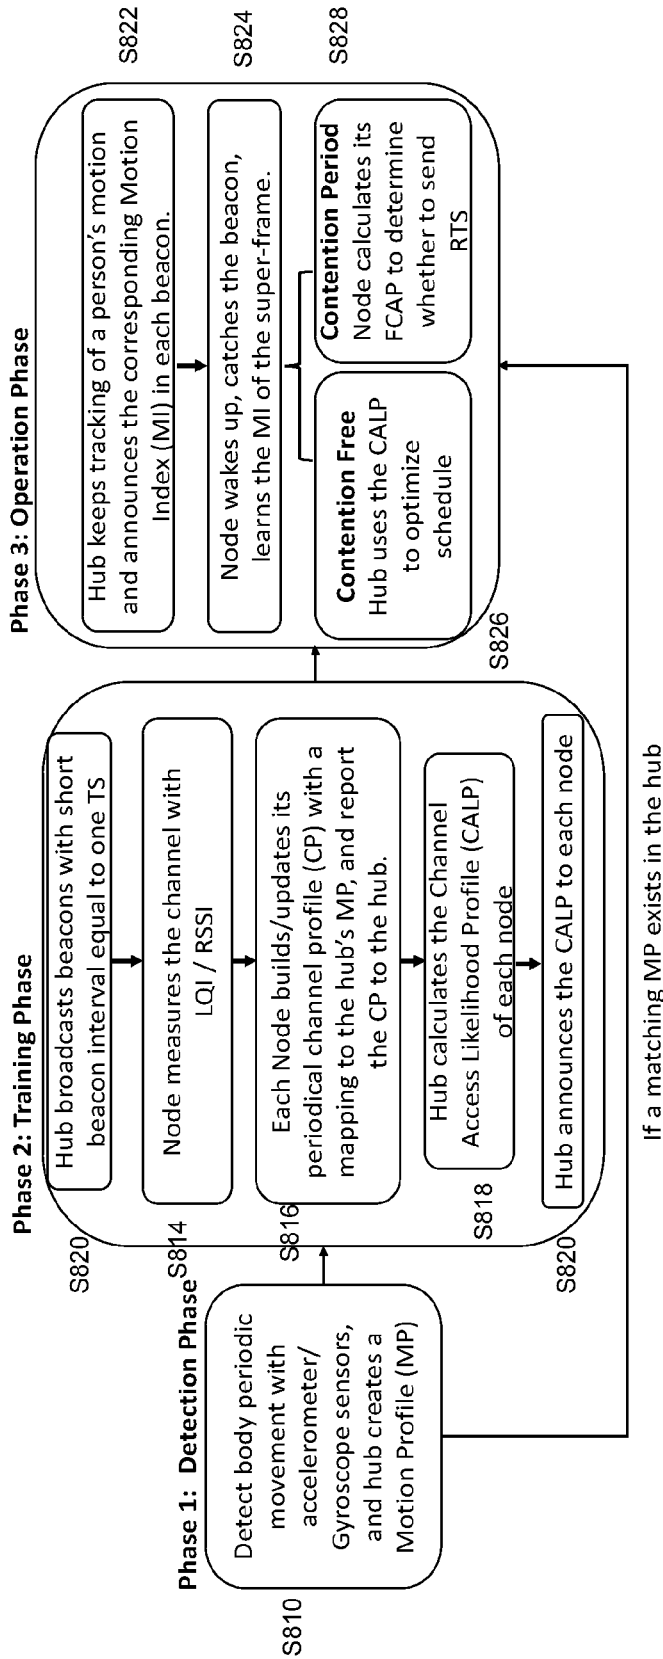 Phase 1:  Detection Phase
S810
Detect body periodic
movement with
accelerometer/
Gyroscope sensors,
and hub creates a
Motion Profile (MP)
Phase 2: Training Phase
S820
Hub broadcasts beacons with short
beacon interval equal to one TS
S814
Node measures the channel with
LQI / RSSI
S816
Each Node builds/updates its
periodical channel profile (CP) with a
mapping to the hub's MP, and report
the CP to the hub.
S818
Hub calculates the Channel
Access Likelihood Profile (CALP)
of each node
S820
Hub announces the CALP to each node
Phase 3: Operation Phase
Hub keeps tracking of a person's motion
and announces the corresponding Motion
Index (MI) in each beacon.
S822
Node wakes up, catches the beacon,
learns the MI of the super-frame.
S824
Contention Free
Hub uses the CALP
to optimize
schedule
S826
Contention Period
Node calculates its
FCAP to determine
whether to send
RTS
S828
If a matching MP exists in the hub